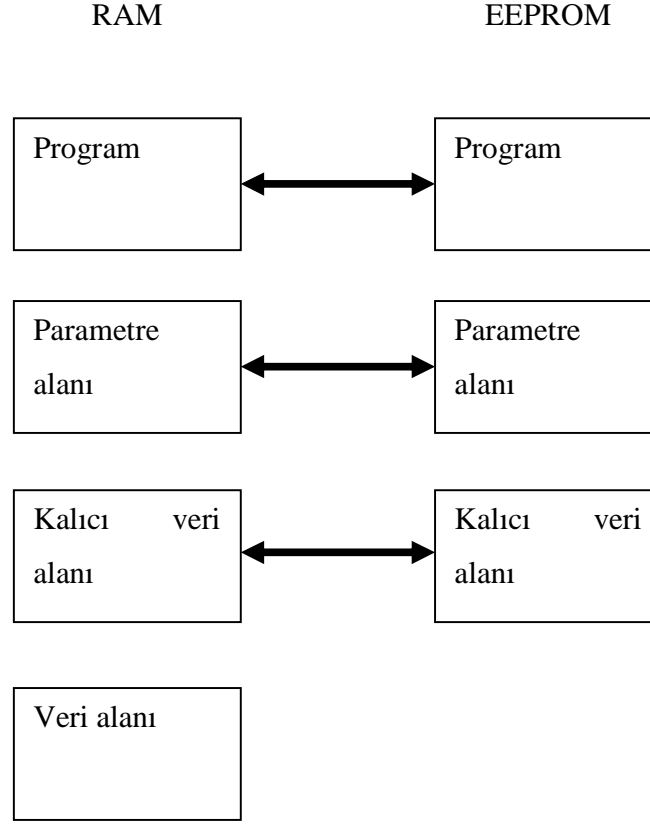 RAM EEPROM
Program Program
Parametre
alanı
Parametre
alanı
Kalıcı veri
alanı
Kalıcı veri
alanı
Veri alanı